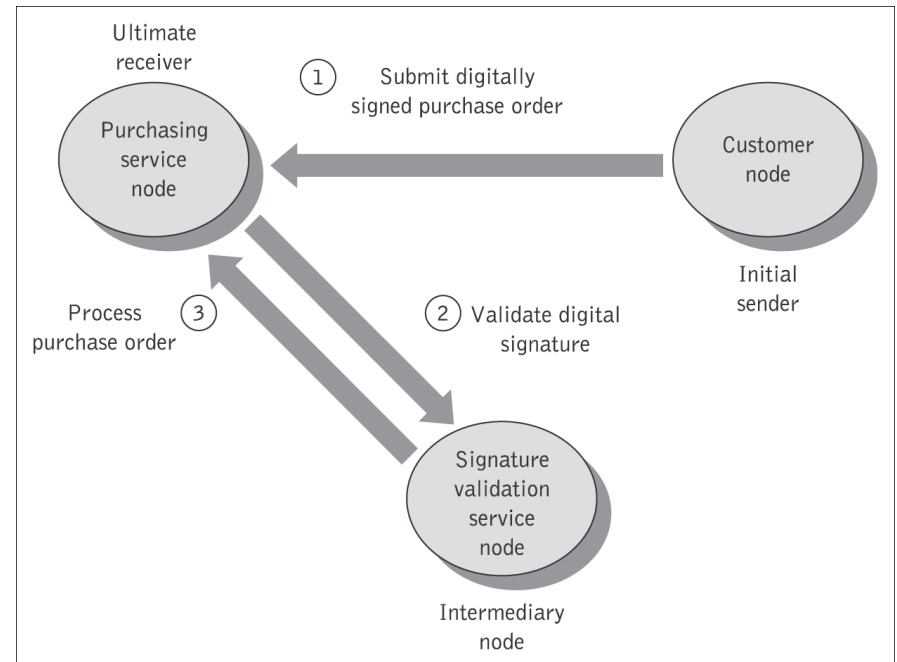 Ultimate
receiver
1
Submit digitally
signed purchase order
Purchasing
service
node
Customer
node
Initial
sender
Process
purchase order
3
2
Validate digital
signature
Signature
validation
service
node
Intermediary
node